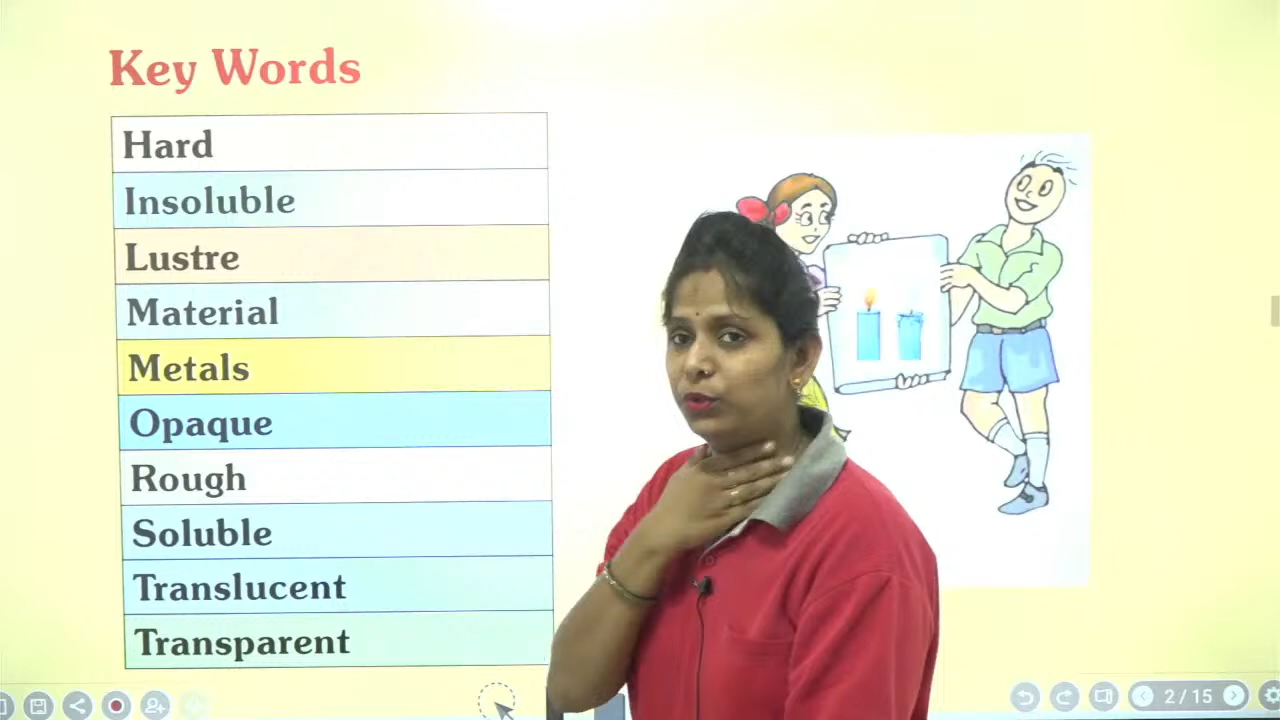 Key Words
Hard
Insoluble
Lustre
Material
Metals
Opaque
Rough
Soluble
Translucent
Transparent
2 / 15